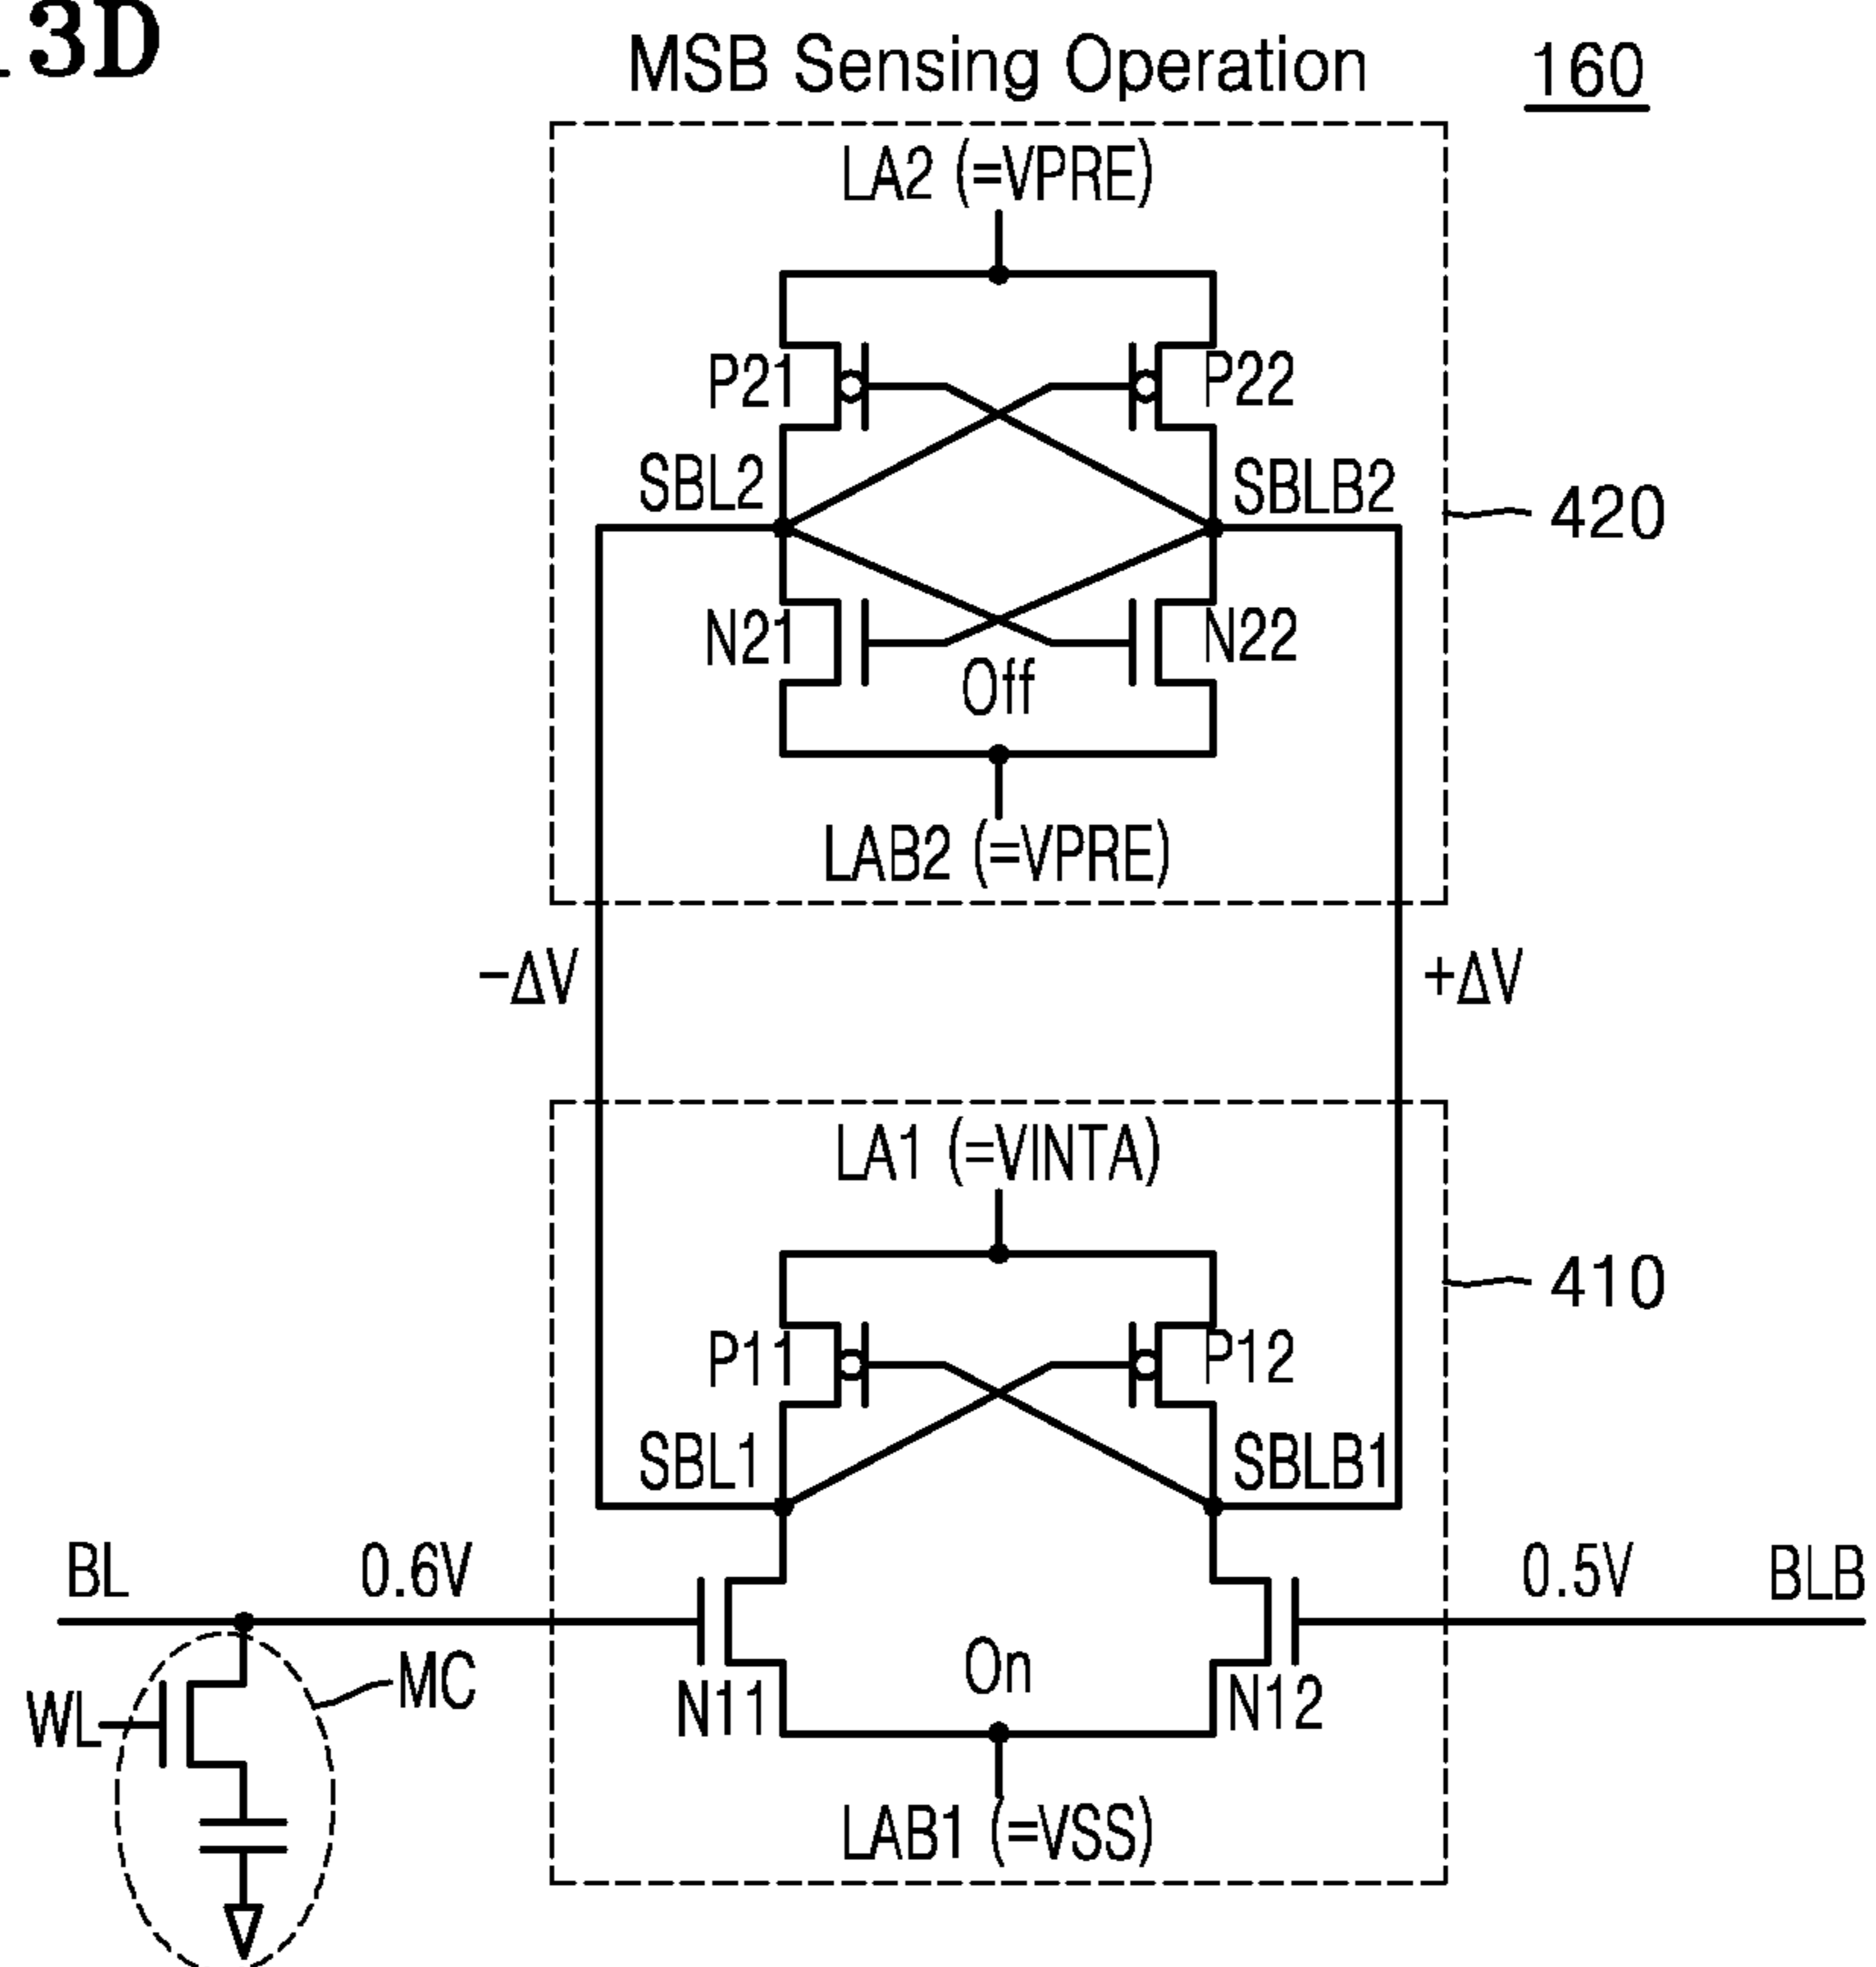 . 3D
MSB Sensing Operation
160
LA2 (=VPRE)
P21
P22
SBL2
SBLB2
420
N21
N22
Off
LAB2 (=VPRE)
-ΔV
+ΔV
LA1 (=VINTA)
410
P11
P12
SBL1
SBLB1
BL
0.6V
0.5V
BLB
On
MC
WL
N11
N12
LAB1 (=VSS)